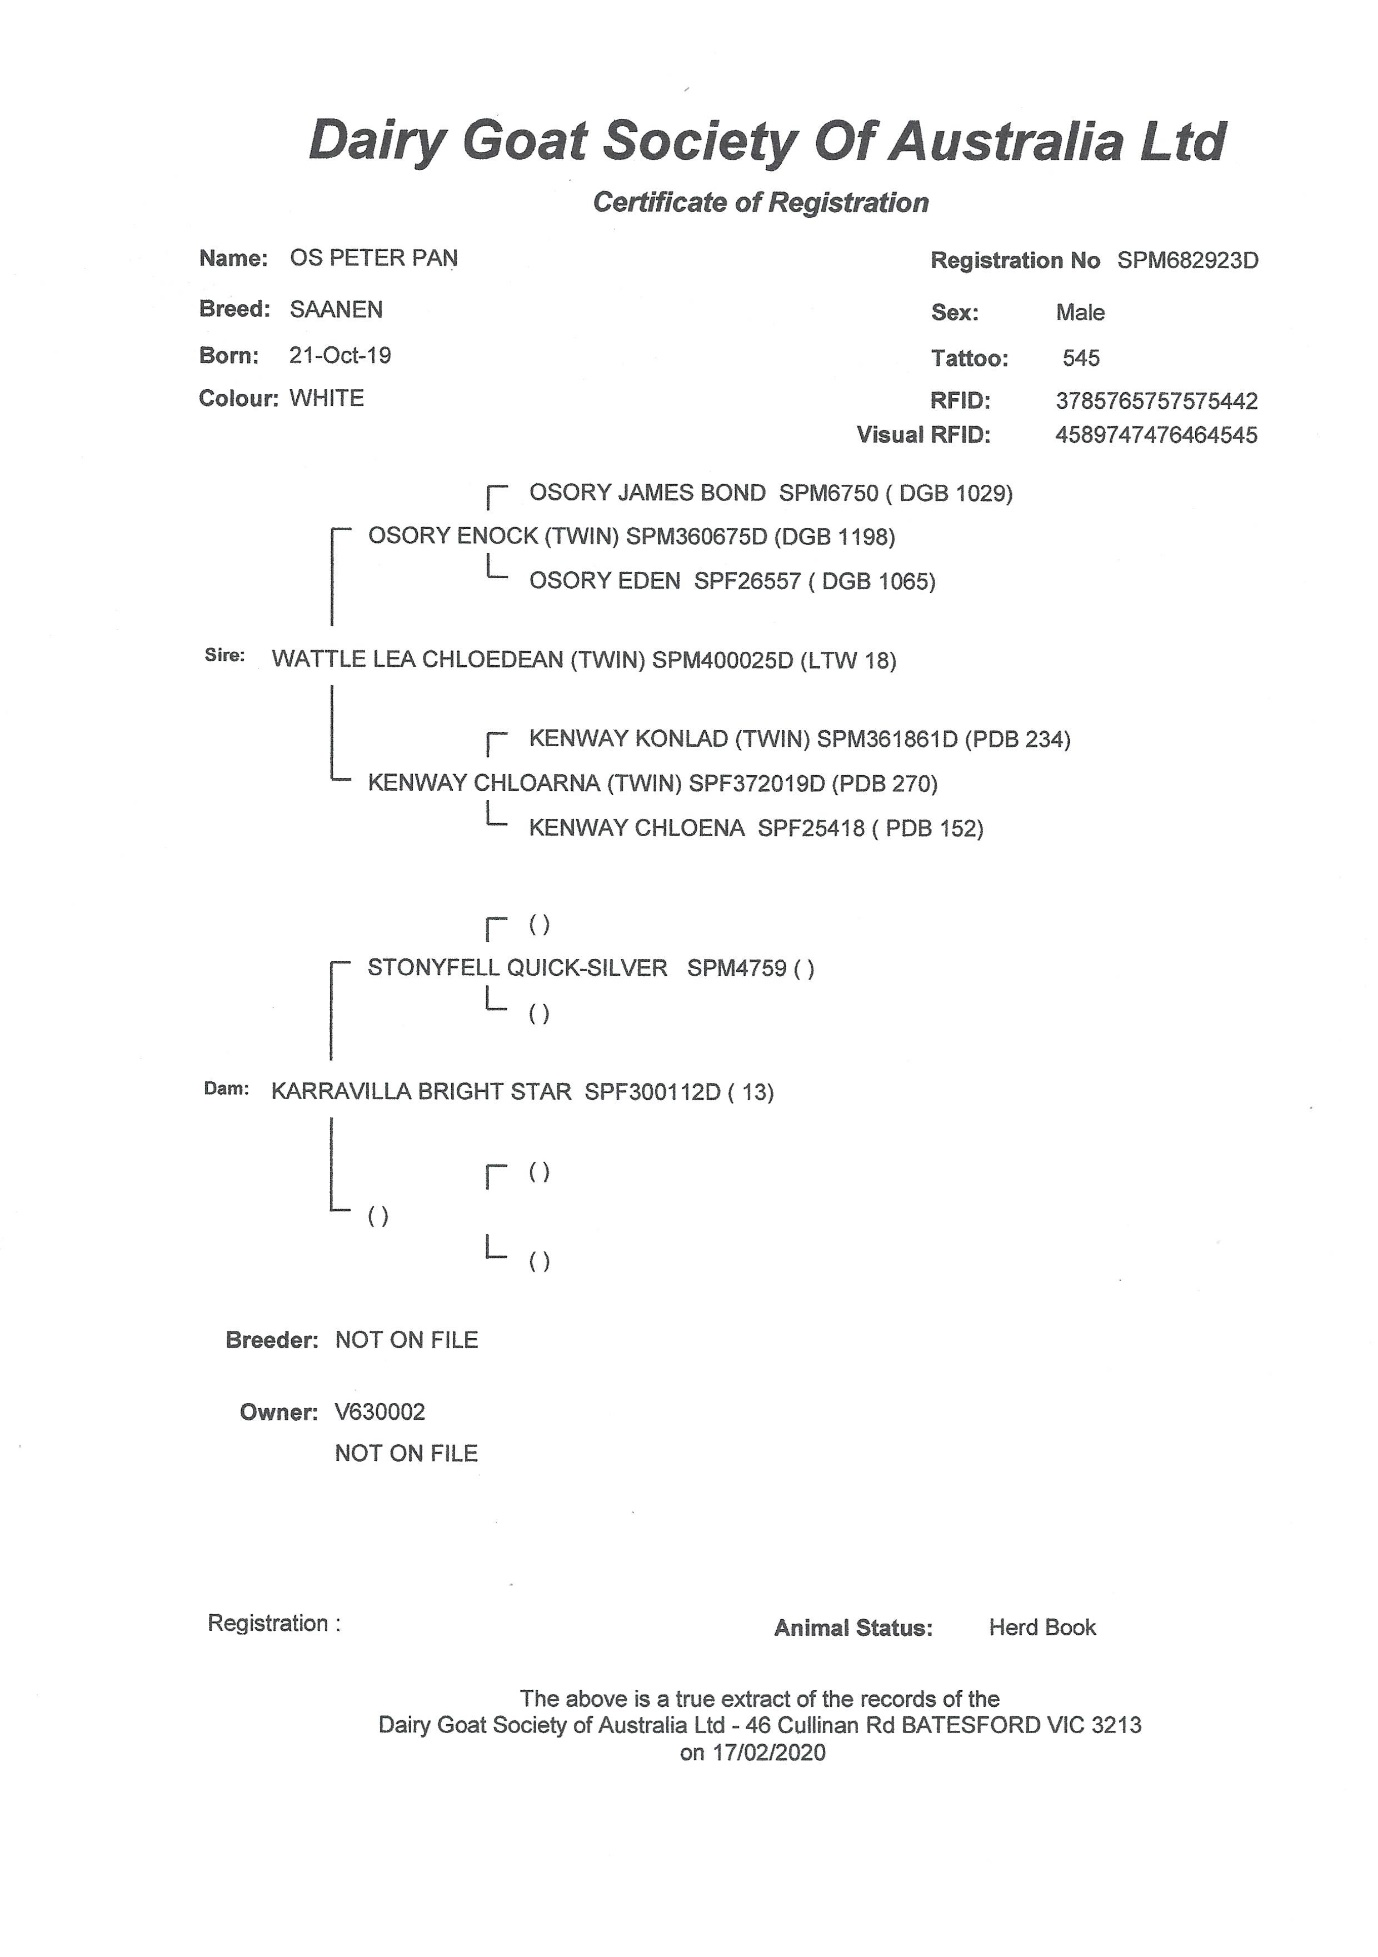 Dairy Goat Society Of Australia Ltd
Certificate of Registration
Name: OS PETER PAN
Registration No SPM682923D
Breed: SAANEN
Sex: Male
Born: 21-Oct-19
Tattoo: 545
Colour: WHITE
RFID: 3785765757575442
Visual RFID: 4589747476464545
OSORY JAMES BOND SPM6750 ( DGB 1029)
OSORY ENOCK (TWIN) SPM360675D (DGB 1198)
OSORY EDEN SPF26557 ( DGB 1065)
Sire: WATTLE LEA CHLOEDEAN (TWIN) SPM400025D (LTW 18)
KENWAY KONLAD (TWIN) SPM361861D (PDB 234)
KENWAY CHLOARNA (TWIN) SPF372019D (PDB 270)
KENWAY CHLOENA SPF25418 ( PDB 152)
( )
STONYFELL QUICK-SILVER SPM4759 ( )
( )
Dam: KARRAVILLA BRIGHT STAR SPF300112D ( 13)
( )
( )
( )
Breeder: NOT ON FILE
Owner: V630002
NOT ON FILE
Registration :
Animal Status: Herd Book
The above is a true extract of the records of the
Dairy Goat Society of Australia Ltd - 46 Cullinan Rd BATESFORD VIC 3213
on 17/02/2020